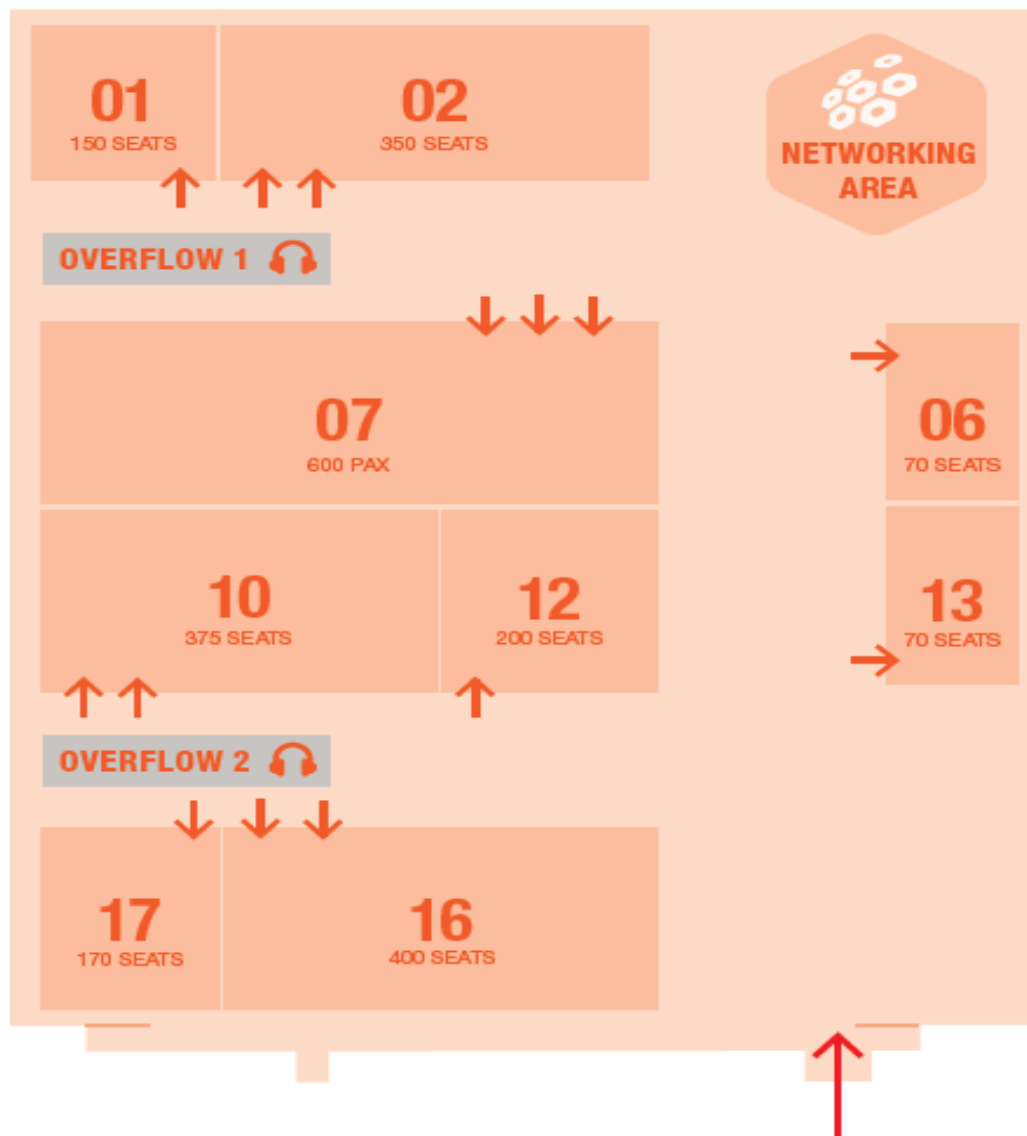 01
150 SEATS
02
350 SEATS
NETWORKING
AREA
OVERFLOW 1
07
600 PAX
06
70 SEATS
10
375 SEATS
12
200 SEATS
13
70 SEATS
OVERFLOW 2
17
170 SEATS
16
400 SEATS